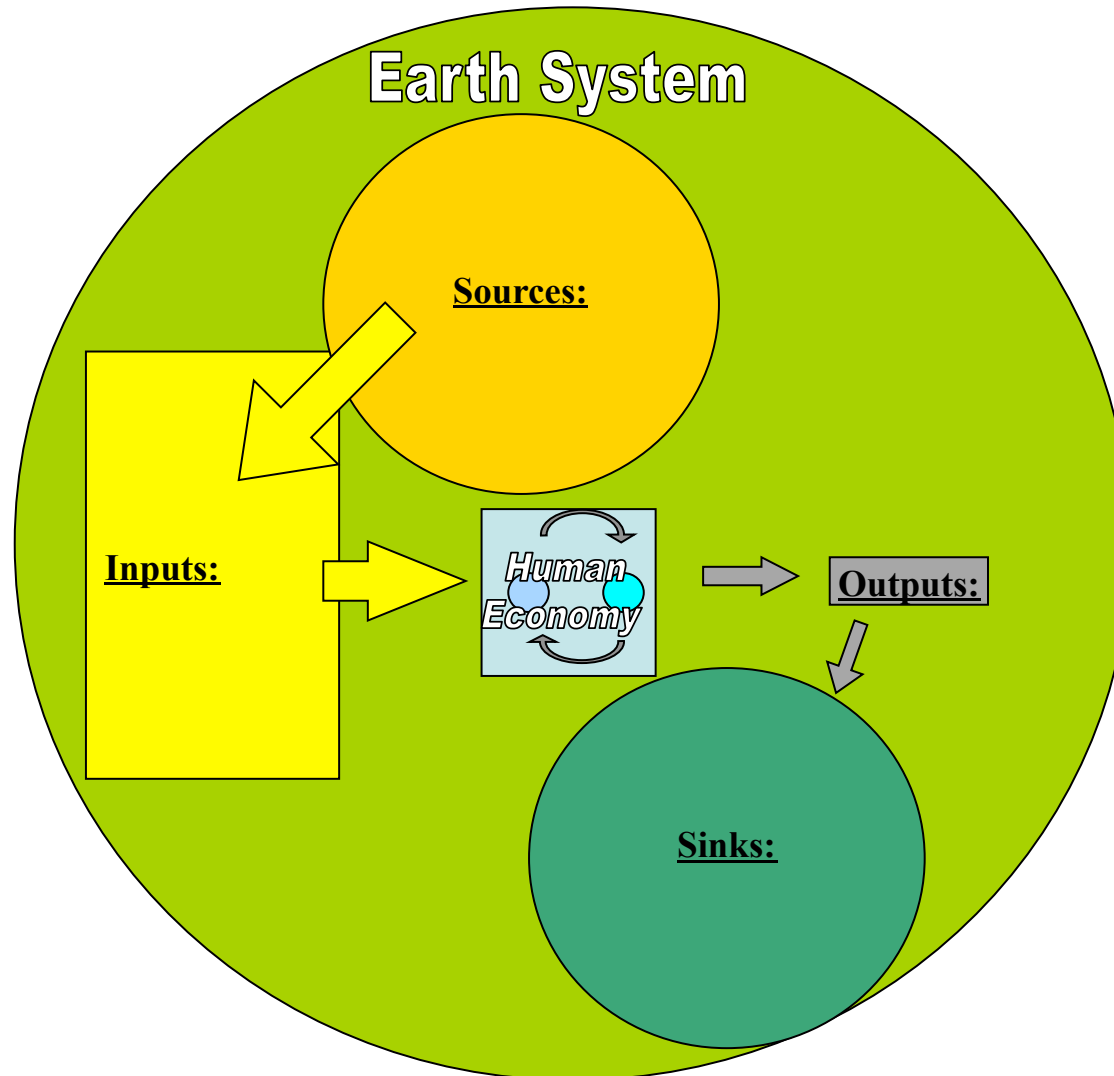 Earth System
Sources:
Inputs:
Human
Economy
Outputs:
Sinks: